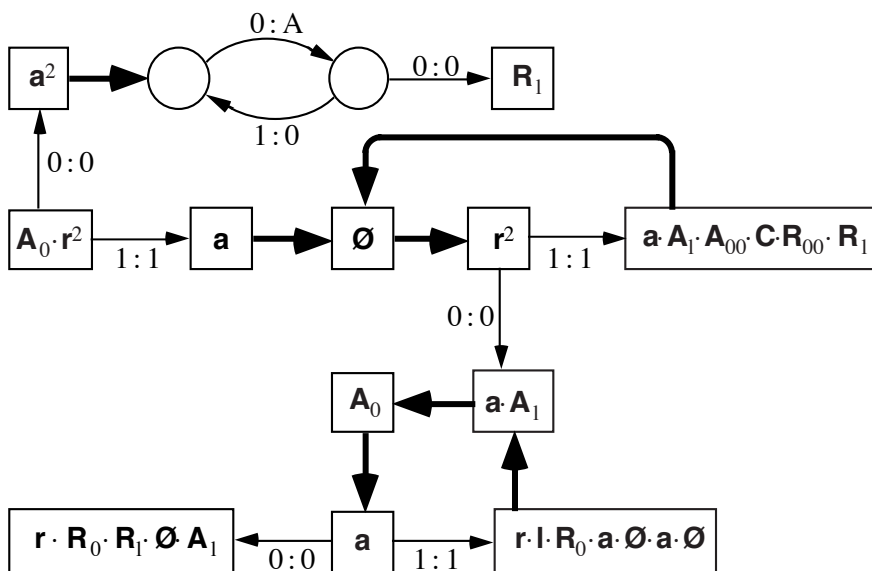 0:A
a² 0:0 R₁
1:0
0:0
A₀·r² 1:1 a Ø r² 1:1 a·A₁·A₀₀·C·R₀₀·R₁
0:0
A₀ a·A₁
r·R₀·R₁·Ø·A₁ 0:0 a 1:1 r·l·R₀·a·Ø·a·Ø